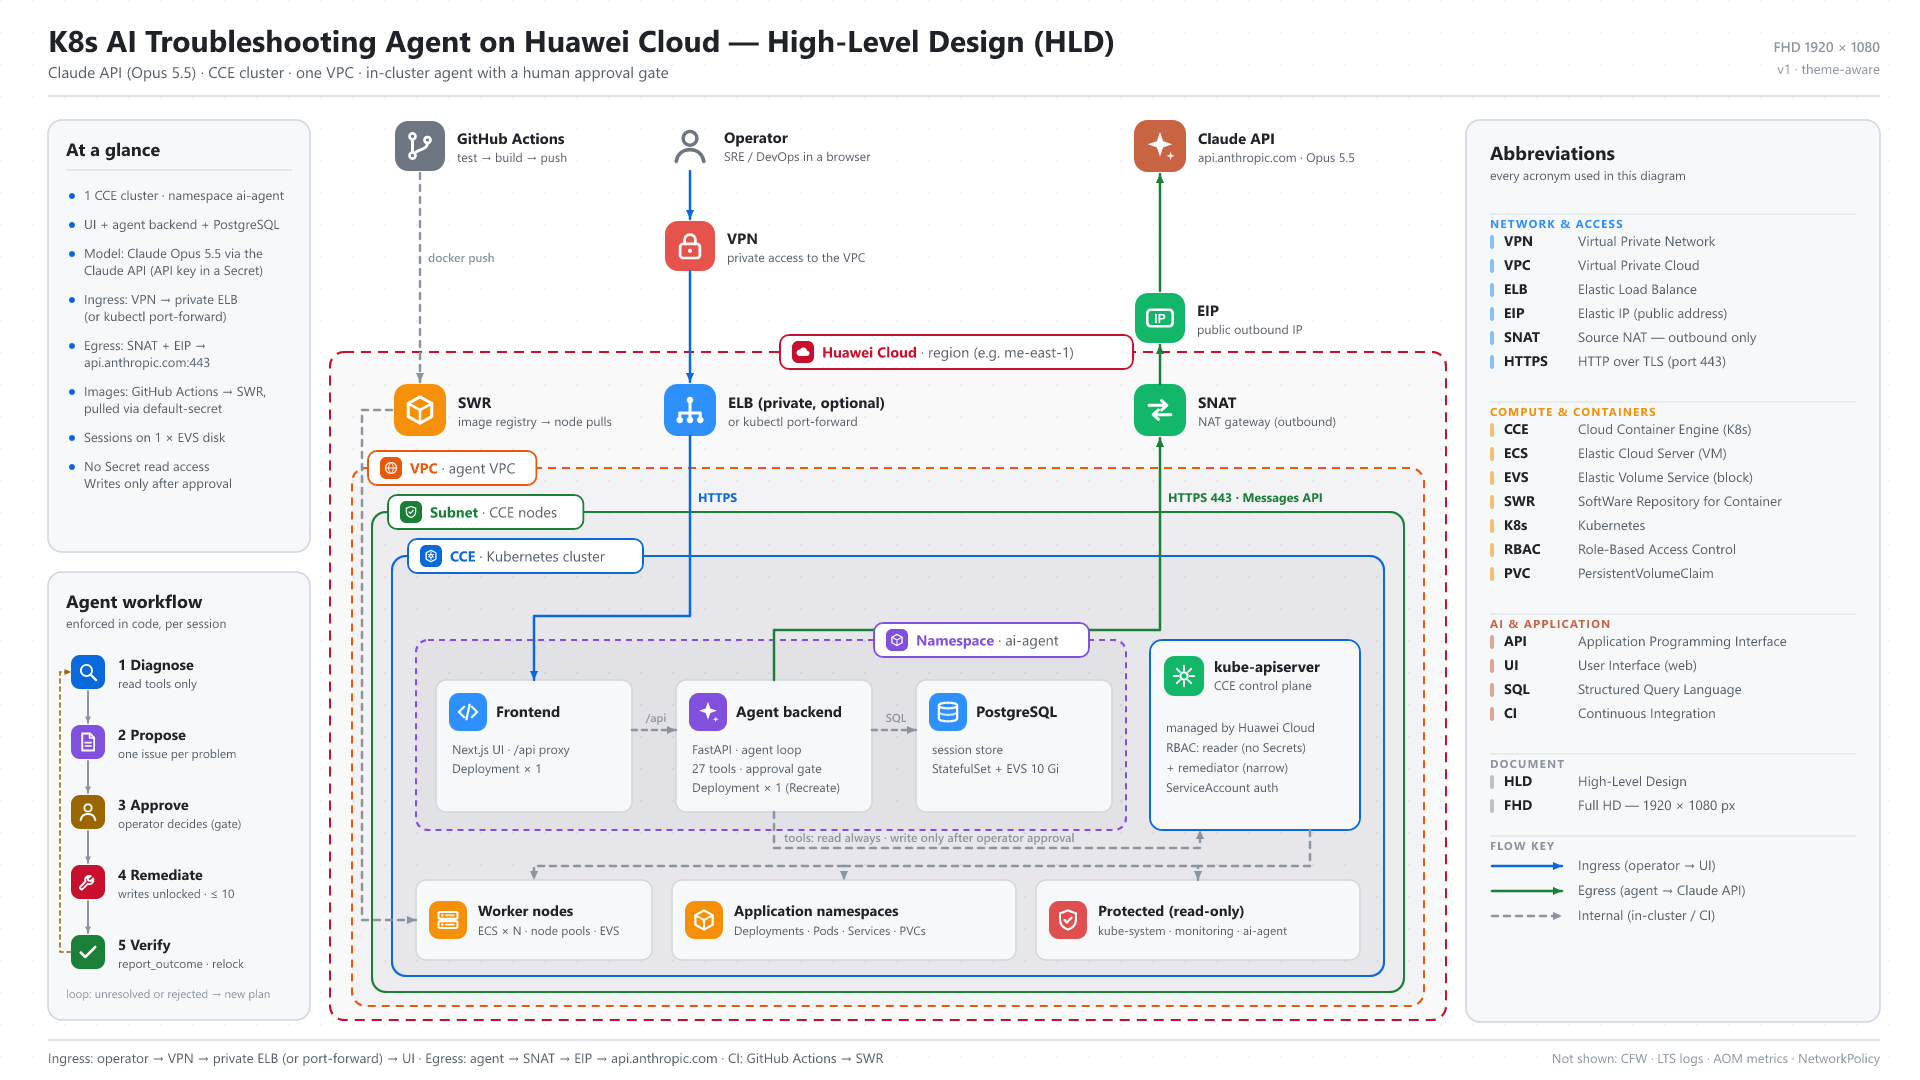 K8s AI Troubleshooting Agent on Huawei Cloud — High-Level Design (HLD)
Claude API (Opus 5.5) · CCE cluster · one VPC · in-cluster agent with a human approval gate
FHD 1920 × 1080
v1 · theme-aware
At a glance
1 CCE cluster · namespace ai-agent
UI + agent backend + PostgreSQL
Model: Claude Opus 5.5 via the
Claude API (API key in a Secret)
Ingress: VPN → private ELB
(or kubectl port-forward)
Egress: SNAT + EIP →
api.anthropic.com:443
Images: GitHub Actions → SWR,
pulled via default-secret
Sessions on 1 × EVS disk
No Secret read access
Writes only after approval
Agent workflow
enforced in code, per session
1 Diagnose
read tools only
2 Propose
one issue per problem
3 Approve
operator decides (gate)
4 Remediate
writes unlocked · ≤ 10
5 Verify
report_outcome · relock
loop: unresolved or rejected → new plan
GitHub Actions
test → build → push
Operator
SRE / DevOps in a browser
Claude API
api.anthropic.com · Opus 5.5
docker push
VPN
private access to the VPC
EIP
public outbound IP
IP
Huawei Cloud · region (e.g. me-east-1)
SWR
image registry → node pulls
ELB (private, optional)
or kubectl port-forward
SNAT
NAT gateway (outbound)
VPC · agent VPC
HTTPS
HTTPS 443 · Messages API
Subnet · CCE nodes
CCE · Kubernetes cluster
Namespace · ai-agent
Frontend
Next.js UI · /api proxy
Deployment × 1
/api
Agent backend
FastAPI · agent loop
27 tools · approval gate
Deployment × 1 (Recreate)
SQL
PostgreSQL
session store
StatefulSet + EVS 10 Gi
kube-apiserver
CCE control plane
managed by Huawei Cloud
RBAC: reader (no Secrets)
+ remediator (narrow)
ServiceAccount auth
tools: read always · write only after operator approval
Worker nodes
ECS × N · node pools · EVS
Application namespaces
Deployments · Pods · Services · PVCs
Protected (read-only)
kube-system · monitoring · ai-agent
Abbreviations
every acronym used in this diagram
NETWORK & ACCESS
VPN Virtual Private Network
VPC Virtual Private Cloud
ELB Elastic Load Balance
EIP Elastic IP (public address)
SNAT Source NAT — outbound only
HTTPS HTTP over TLS (port 443)
COMPUTE & CONTAINERS
CCE Cloud Container Engine (K8s)
ECS Elastic Cloud Server (VM)
EVS Elastic Volume Service (block)
SWR SoftWare Repository for Container
K8s Kubernetes
RBAC Role-Based Access Control
PVC PersistentVolumeClaim
AI & APPLICATION
API Application Programming Interface
UI User Interface (web)
SQL Structured Query Language
CI Continuous Integration
DOCUMENT
HLD High-Level Design
FHD Full HD — 1920 × 1080 px
FLOW KEY
Ingress (operator → UI)
Egress (agent → Claude API)
Internal (in-cluster / CI)
Ingress: operator → VPN → private ELB (or port-forward) → UI · Egress: agent → SNAT → EIP → api.anthropic.com · CI: GitHub Actions → SWR
Not shown: CFW · LTS logs · AOM metrics · NetworkPolicy